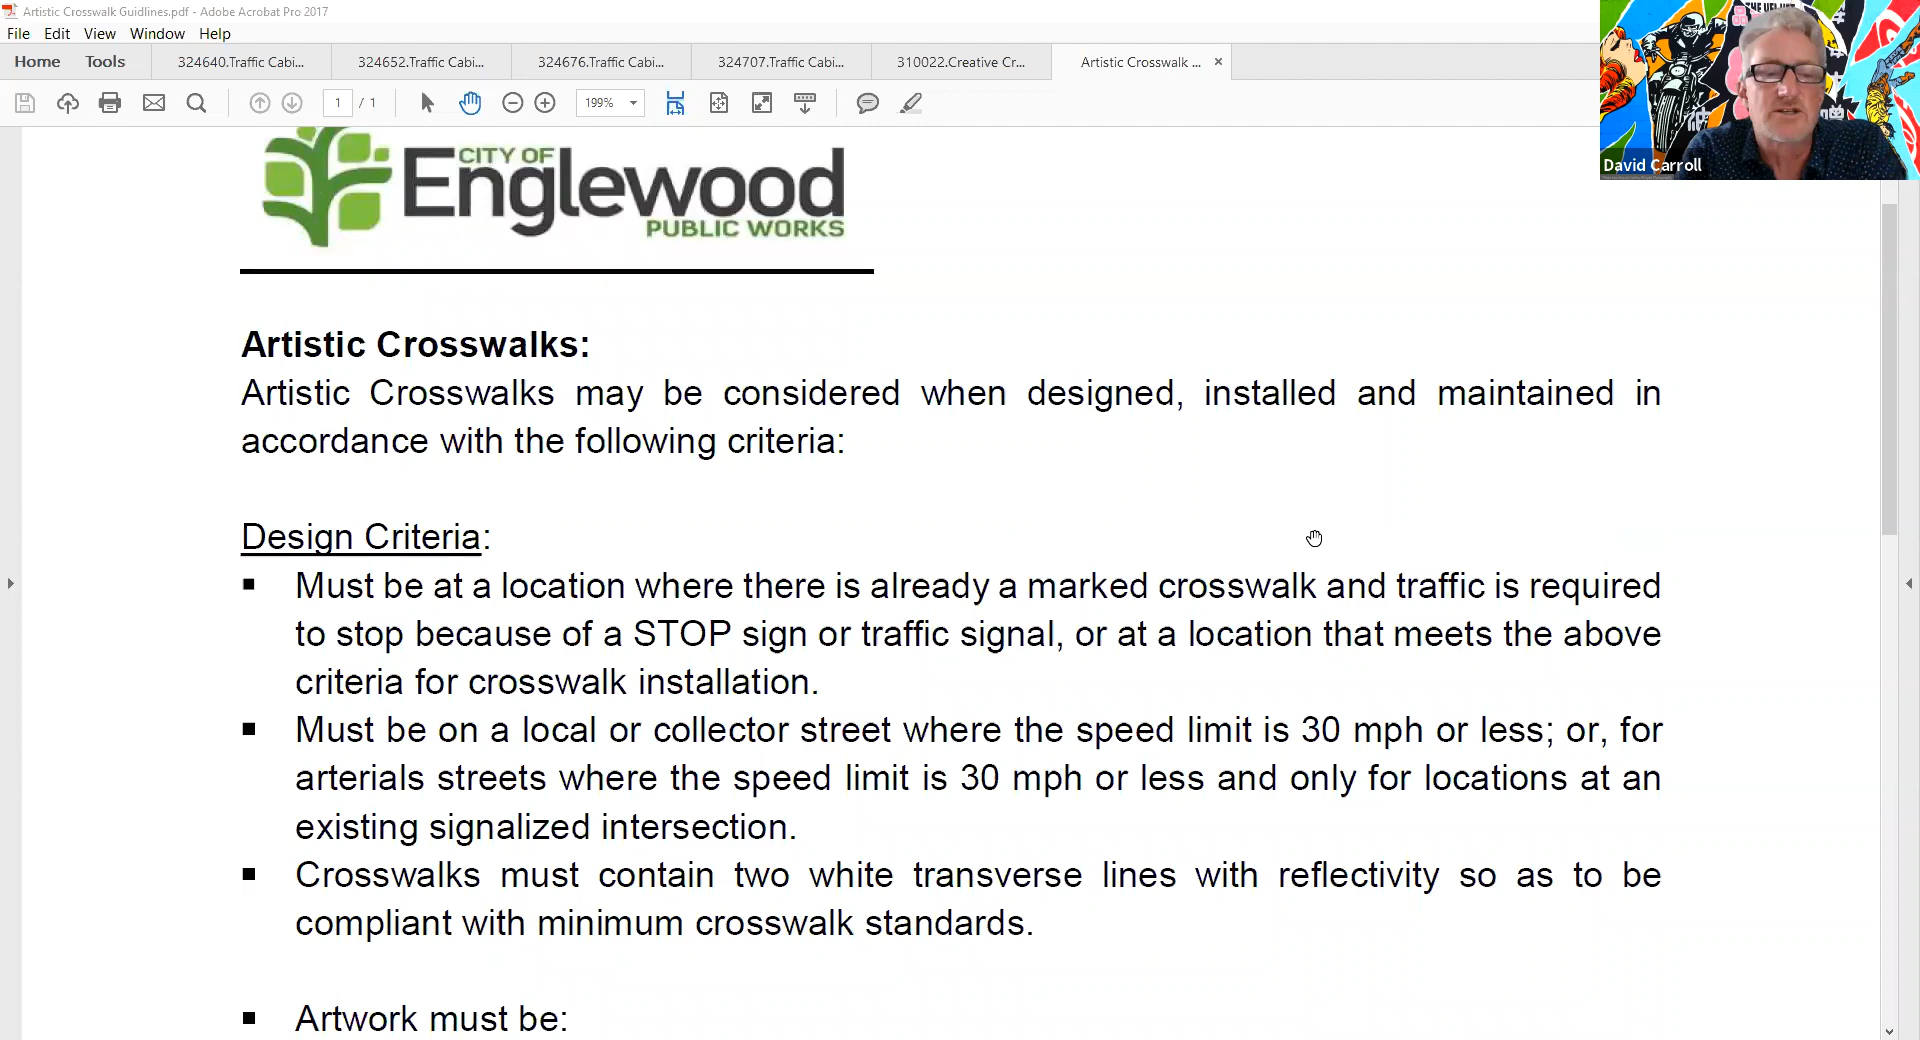 Artistic Crosswalk Guidlines.pdf - Adobe Acrobat Pro 2017
File Edit View Window Help
Home Tools 324640.Traffic Cabi... 324652.Traffic Cabi... 324676.Traffic Cabi... 324707.Traffic Cabi... 310022.Creative Cr... Artistic Crosswalk ... ×
1 / 1 199%
THE VELVET
David Carroll
CITY OF
Englewood
PUBLIC WORKS
Artistic Crosswalks:
Artistic Crosswalks may be considered when designed, installed and maintained in
accordance with the following criteria:
Design Criteria:
▪ Must be at a location where there is already a marked crosswalk and traffic is required
to stop because of a STOP sign or traffic signal, or at a location that meets the above
criteria for crosswalk installation.
▪ Must be on a local or collector street where the speed limit is 30 mph or less; or, for
arterials streets where the speed limit is 30 mph or less and only for locations at an
existing signalized intersection.
▪ Crosswalks must contain two white transverse lines with reflectivity so as to be
compliant with minimum crosswalk standards.
▪ Artwork must be: